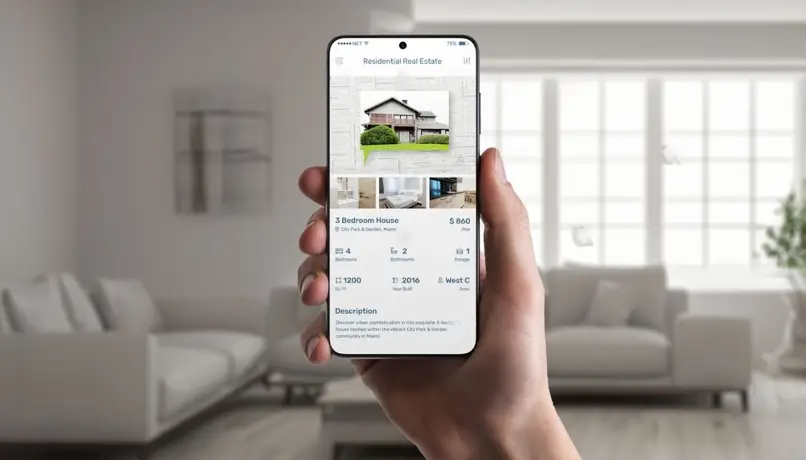 NET 75%
Residential Real Estate
3 Bedroom House $ 860
City Park & Garden, Miami /mo
4 2 1
Bedrooms Bathrooms Garage
1200 2016 West C
Sq Ft Year Built Area
Description
Discover urban sophistication in this exquisite
house nestled within the vibrant City Park & Garden
community in Miami.